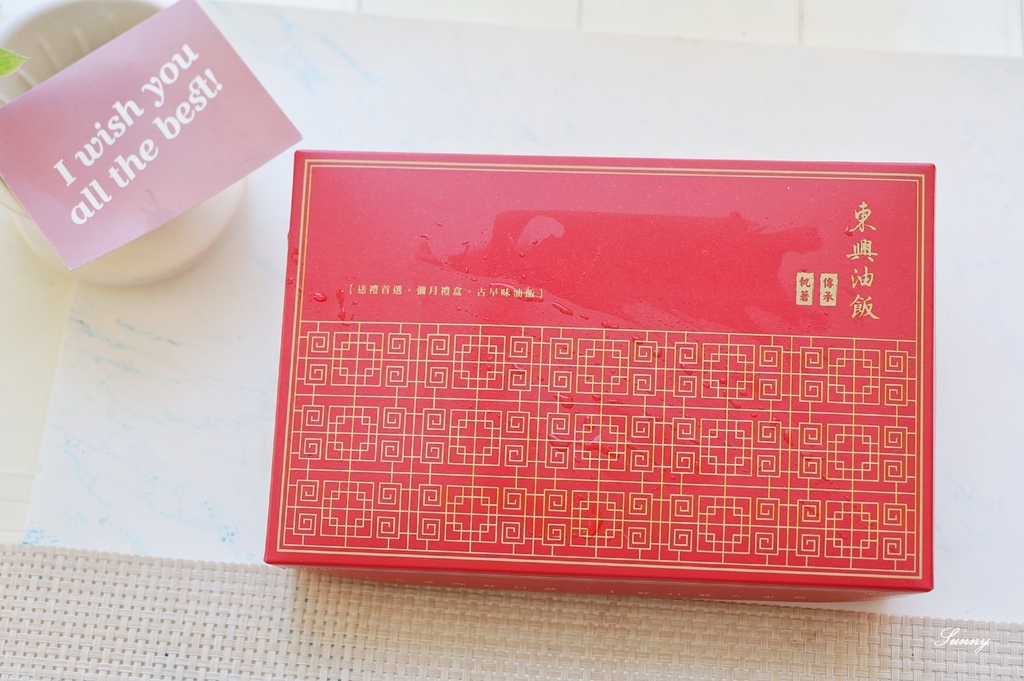 I wish you
all the best!
東興油飯
傳承
執著
[送禮首選。彌月禮盒。古早味油飯]
Sunny